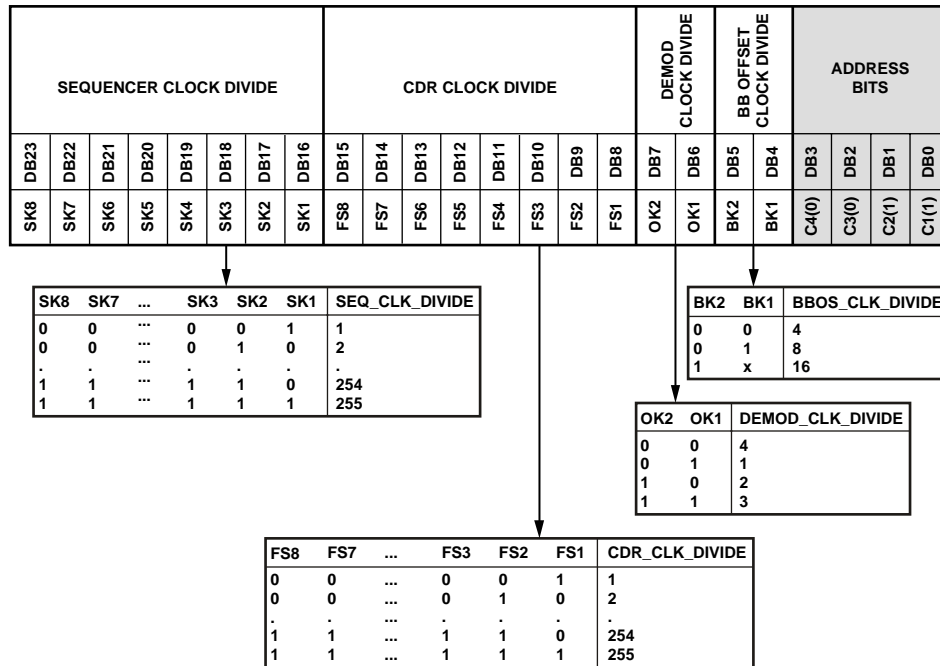 SEQUENCER CLOCK DIVIDE
CDR CLOCK DIVIDE
DEMOD
CLOCK DIVIDE
BB OFFSET
CLOCK DIVIDE
ADDRESS
BITS
DB23 DB22 DB21 DB20 DB19 DB18 DB17 DB16 DB15 DB14 DB13 DB12 DB11 DB10 DB9 DB8 DB7 DB6 DB5 DB4 DB3 DB2 DB1 DB0
SK8 SK7 SK6 SK5 SK4 SK3 SK2 SK1 FS8 FS7 FS6 FS5 FS4 FS3 FS2 FS1 OK2 OK1 BK2 BK1 C4(0) C3(0) C2(1) C1(1)
SK8 SK7 ... SK3 SK2 SK1 SEQ_CLK_DIVIDE
0 0 ... 0 0 1 1
0 0 ... 0 1 0 2
. . ... . . . .
1 1 ... 1 1 0 254
1 1 ... 1 1 1 255
BK2 BK1 BBOS_CLK_DIVIDE
0 0 4
0 1 8
1 x 16
OK2 OK1 DEMOD_CLK_DIVIDE
0 0 4
0 1 1
1 0 2
1 1 3
FS8 FS7 ... FS3 FS2 FS1 CDR_CLK_DIVIDE
0 0 ... 0 0 1 1
0 0 ... 0 1 0 2
. . ... . . . .
1 1 ... 1 1 0 254
1 1 ... 1 1 1 255